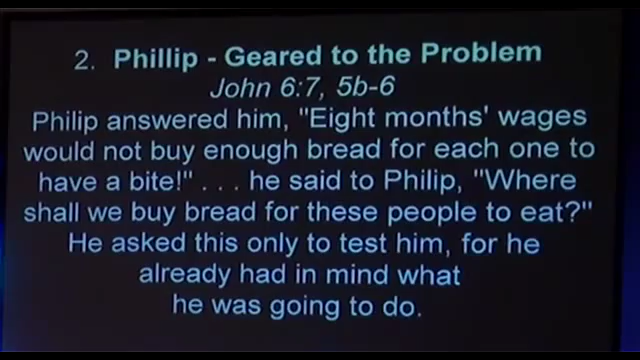 2. Phillip - Geared to the Problem
John 6:7, 5b-6
Philip answered him, "Eight months' wages
would not buy enough bread for each one to
have a bite!" . . . he said to Philip, "Where
shall we buy bread for these people to eat?"
He asked this only to test him, for he
already had in mind what
he was going to do.